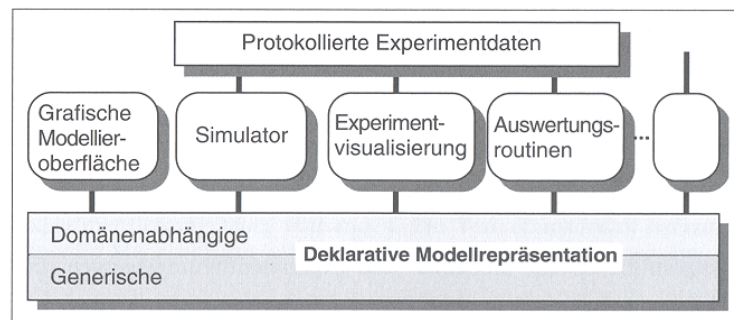 Protokollierte Experimentdaten
Grafische
Modellier-
oberfläche
Simulator
Experiment-
visualisierung
Auswertungs-
routinen
...
Domänenabhängige
Deklarative Modellrepräsentation
Generische